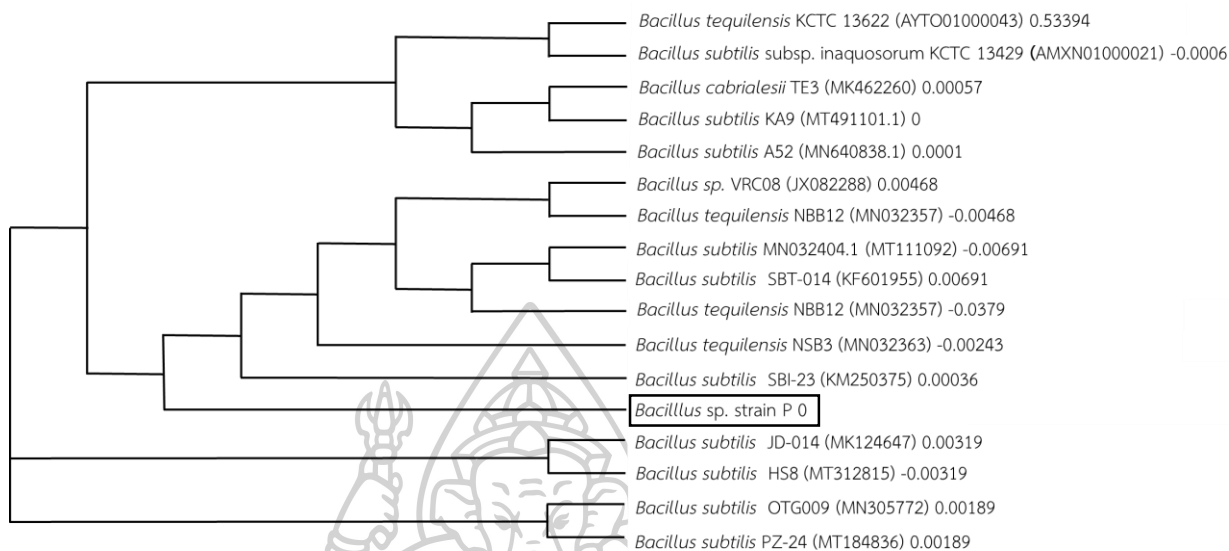 Bacillus tequilensis KCTC 13622 (AYTO01000043) 0.53394
Bacillus subtilis subsp. inaquosorum KCTC 13429 (AMXN01000021) -0.0006
Bacillus cabrialesii TE3 (MK462260) 0.00057
Bacillus subtilis KA9 (MT491101.1) 0
Bacillus subtilis A52 (MN640838.1) 0.0001
Bacillus sp. VRC08 (JX082288) 0.00468
Bacillus tequilensis NBB12 (MN032357) -0.00468
Bacillus subtilis MN032404.1 (MT111092) -0.00691
Bacillus subtilis SBT-014 (KF601955) 0.00691
Bacillus tequilensis NBB12 (MN032357) -0.0379
Bacillus tequilensis NSB3 (MN032363) -0.00243
Bacillus subtilis SBI-23 (KM250375) 0.00036
Bacilllus sp. strain P 0
Bacillus subtilis JD-014 (MK124647) 0.00319
Bacillus subtilis HS8 (MT312815) -0.00319
Bacillus subtilis OTG009 (MN305772) 0.00189
Bacillus subtilis PZ-24 (MT184836) 0.00189